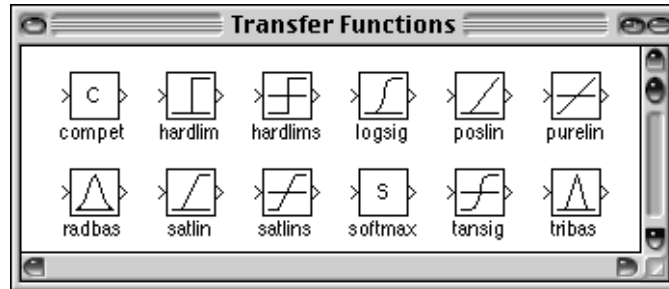 Transfer Functions
C
compet hardlim hardlims logsig poslin purelin
S
radbas satlin satlins softmax tansig tribas